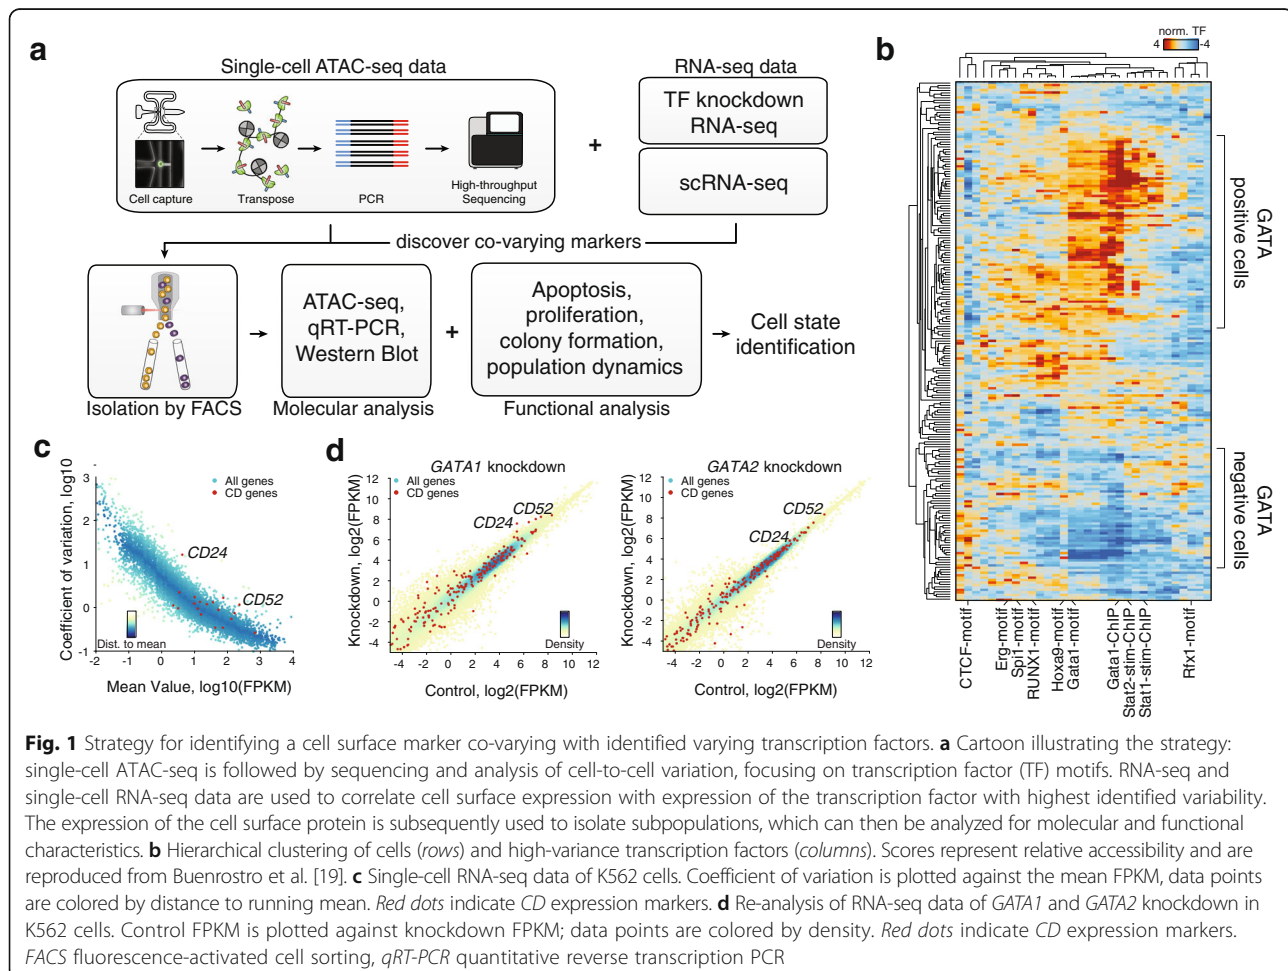 a
Single-cell ATAC-seq data
Cell capture
Transpose
PCR
High-throughput
Sequencing
+
RNA-seq data
TF knockdown
RNA-seq
scRNA-seq
discover co-varying markers
Isolation by FACS
ATAC-seq,
qRT-PCR,
Western Blot
Molecular analysis
+
Apoptosis,
proliferation,
colony formation,
population dynamics
Functional analysis
Cell state
identification
b
norm. TF
4 -4
GATA
positive cells
GATA
negative cells
CTCF-motif
Erg-motif
Spi1-motif
RUNX1-motif
Hoxa9-motif
Gata1-motif
Gata1-ChIP
Stat2-stim-ChIP
Stat1-stim-ChIP
Rfx1-motif
c
Coefficient of variation, log10
3
2
1
0
-1
All genes
CD genes
CD24
CD52
Dist. to mean
-2 -1 0 1 2 3 4
Mean Value, log10(FPKM)
d
GATA1 knockdown
Knockdown, log2(FPKM)
12
10
8
6
4
2
0
-2
-4
All genes
CD genes
CD52
CD24
Density
-4 -2 0 2 4 6 8 10 12
Control, log2(FPKM)
GATA2 knockdown
Knockdown, log2(FPKM)
12
10
8
6
4
2
0
-2
-4
All genes
CD genes
CD52
CD24
Density
-4 -2 0 2 4 6 8 10 12
Control, log2(FPKM)
Fig. 1 Strategy for identifying a cell surface marker co-varying with identified varying transcription factors. a Cartoon illustrating the strategy:
single-cell ATAC-seq is followed by sequencing and analysis of cell-to-cell variation, focusing on transcription factor (TF) motifs. RNA-seq and
single-cell RNA-seq data are used to correlate cell surface expression with expression of the transcription factor with highest identified variability.
The expression of the cell surface protein is subsequently used to isolate subpopulations, which can then be analyzed for molecular and functional
characteristics. b Hierarchical clustering of cells (rows) and high-variance transcription factors (columns). Scores represent relative accessibility and are
reproduced from Buenrostro et al. [19]. c Single-cell RNA-seq data of K562 cells. Coefficient of variation is plotted against the mean FPKM, data points
are colored by distance to running mean. Red dots indicate CD expression markers. d Re-analysis of RNA-seq data of GATA1 and GATA2 knockdown in
K562 cells. Control FPKM is plotted against knockdown FPKM; data points are colored by density. Red dots indicate CD expression markers.
FACS fluorescence-activated cell sorting, qRT-PCR quantitative reverse transcription PCR